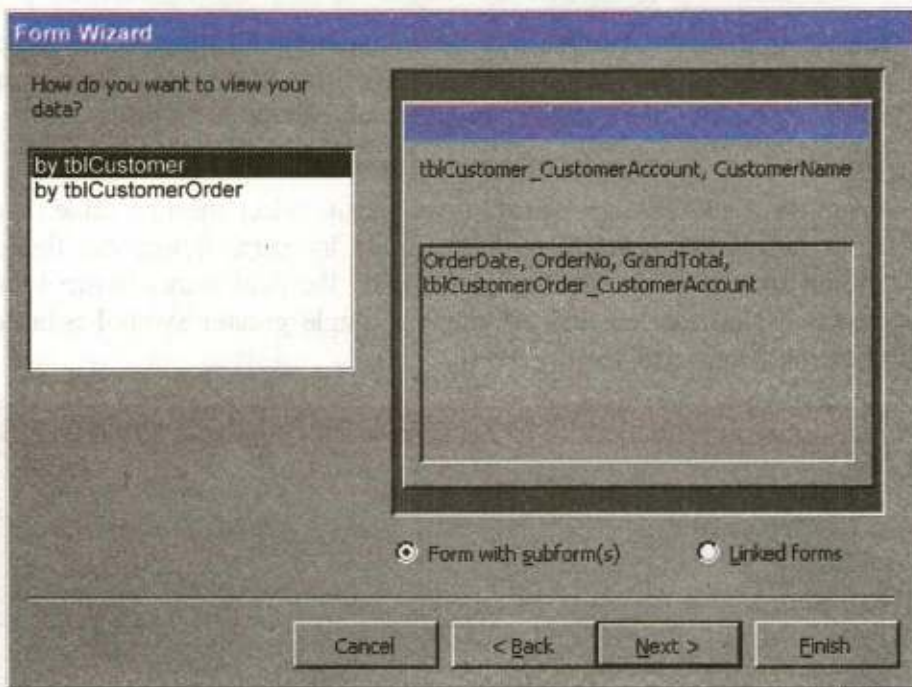 Form Wizard
How do you want to view your
data?
by tblCustomer
by tblCustomerOrder
tblCustomer_CustomerAccount, CustomerName
OrderDate, OrderNo, GrandTotal,
tblCustomerOrder_CustomerAccount
Form with subform(s)
Linked forms
Cancel
< Back
Next >
Finish